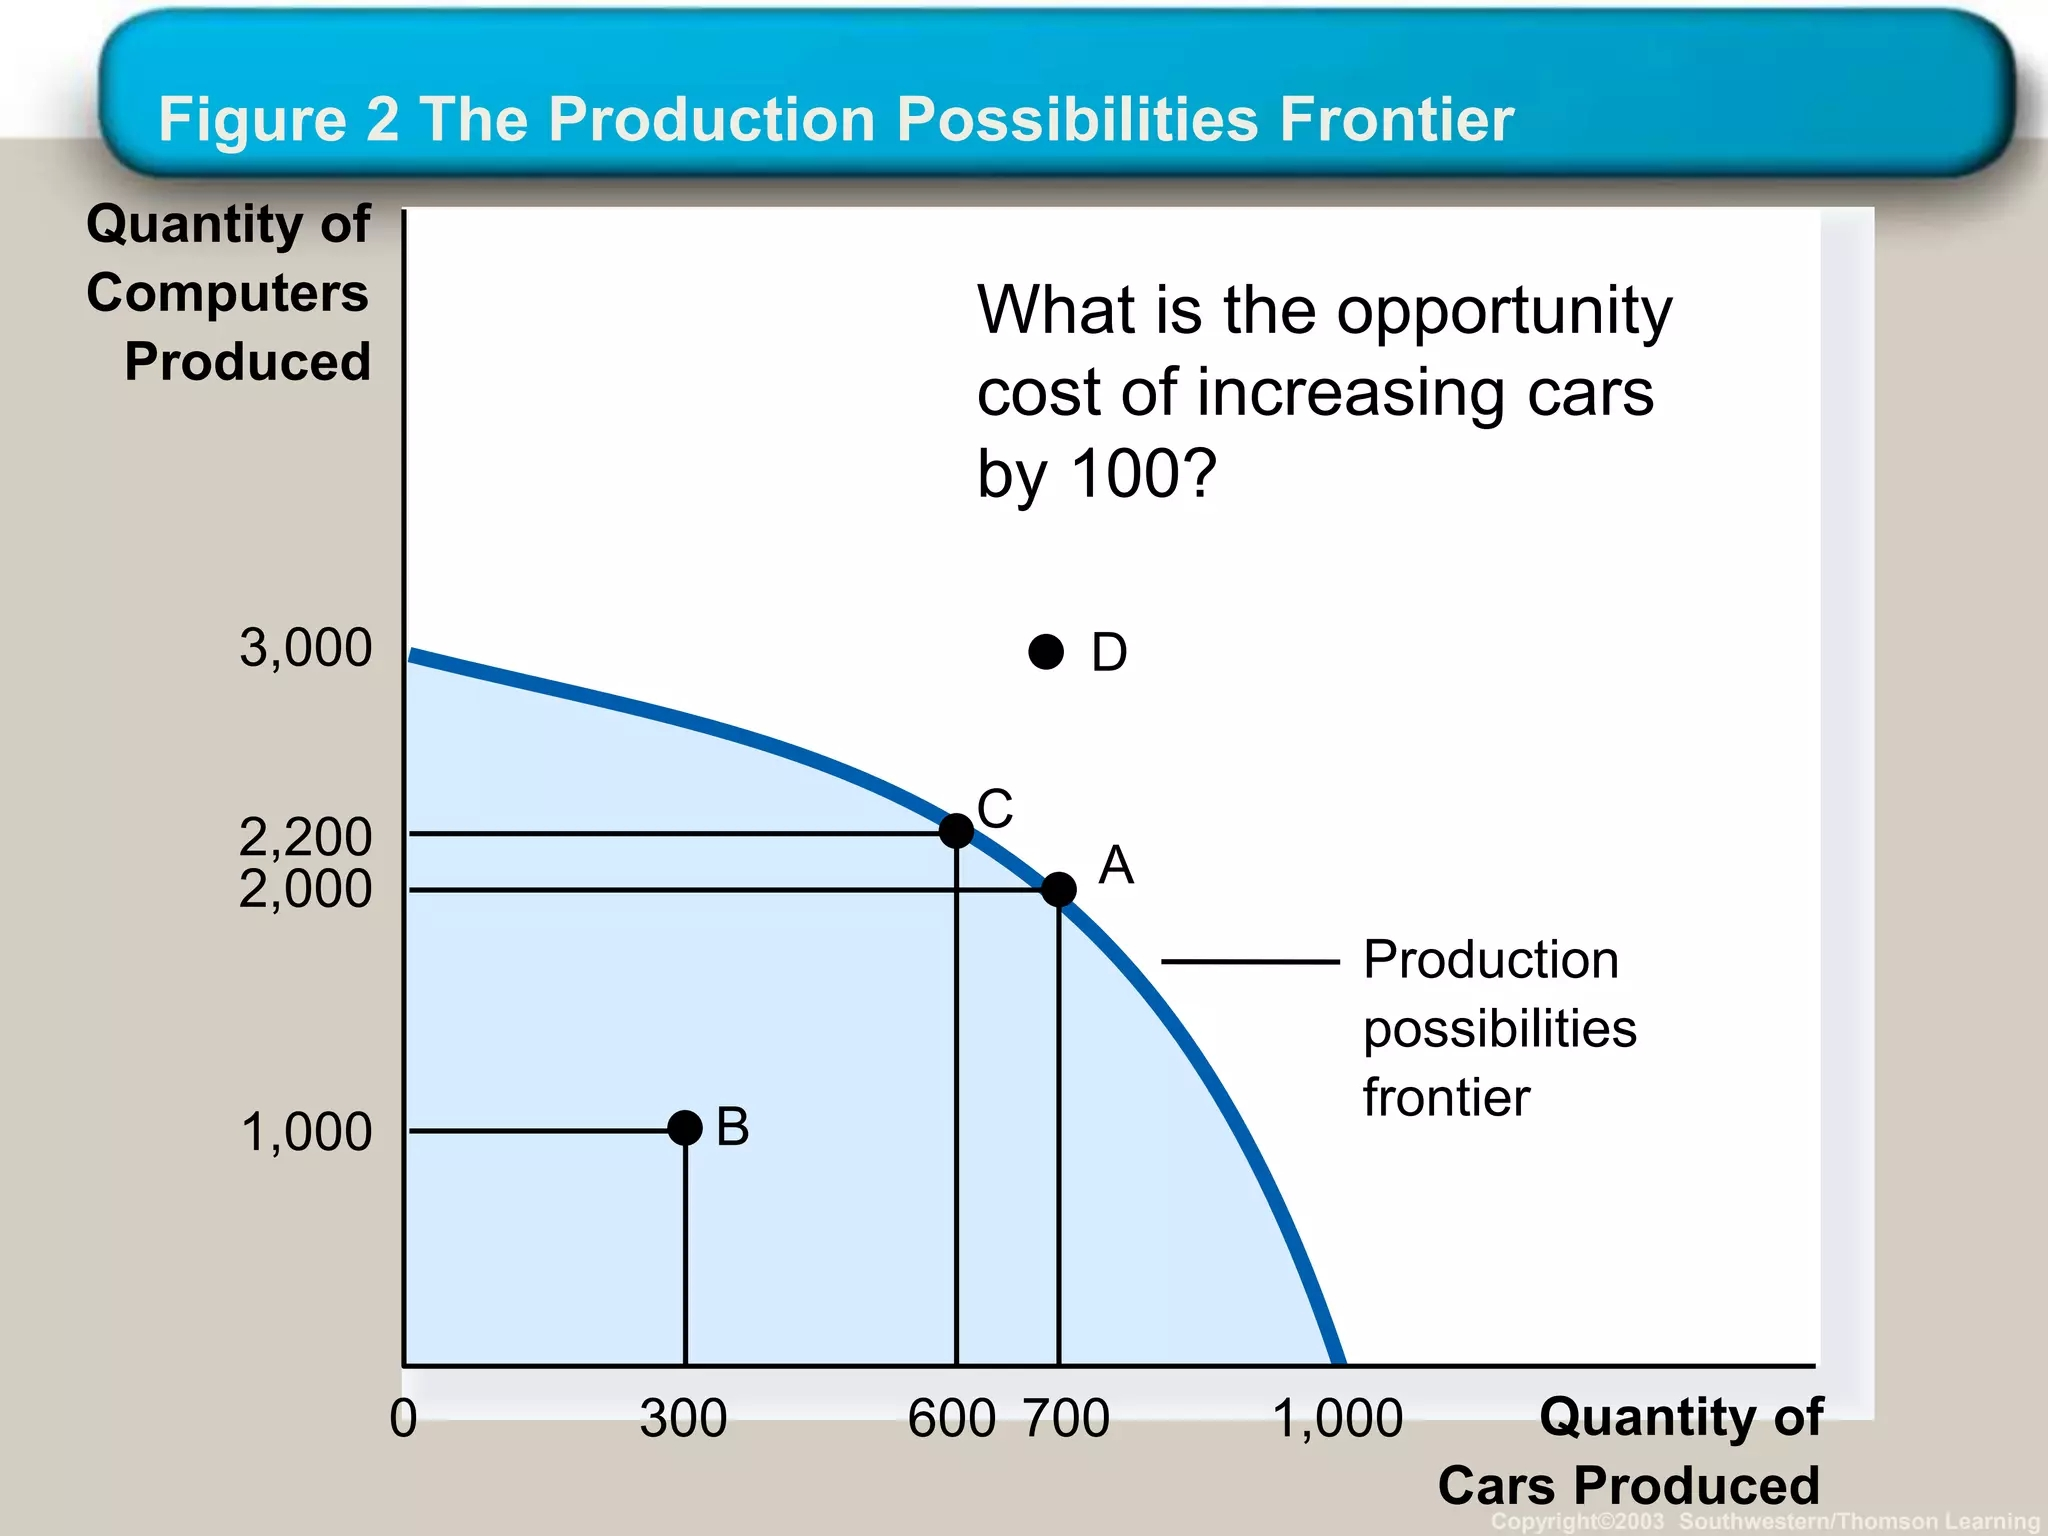 Figure 2 The Production Possibilities Frontier
Quantity of
Computers
Produced
What is the opportunity
cost of increasing cars
by 100?
3,000
D
C
2,200
A
2,000
Production
possibilities
frontier
1,000
B
0
300
600
700
1,000
Quantity of
Cars Produced
Copyright©2003 Southwestern/Thomson Learning